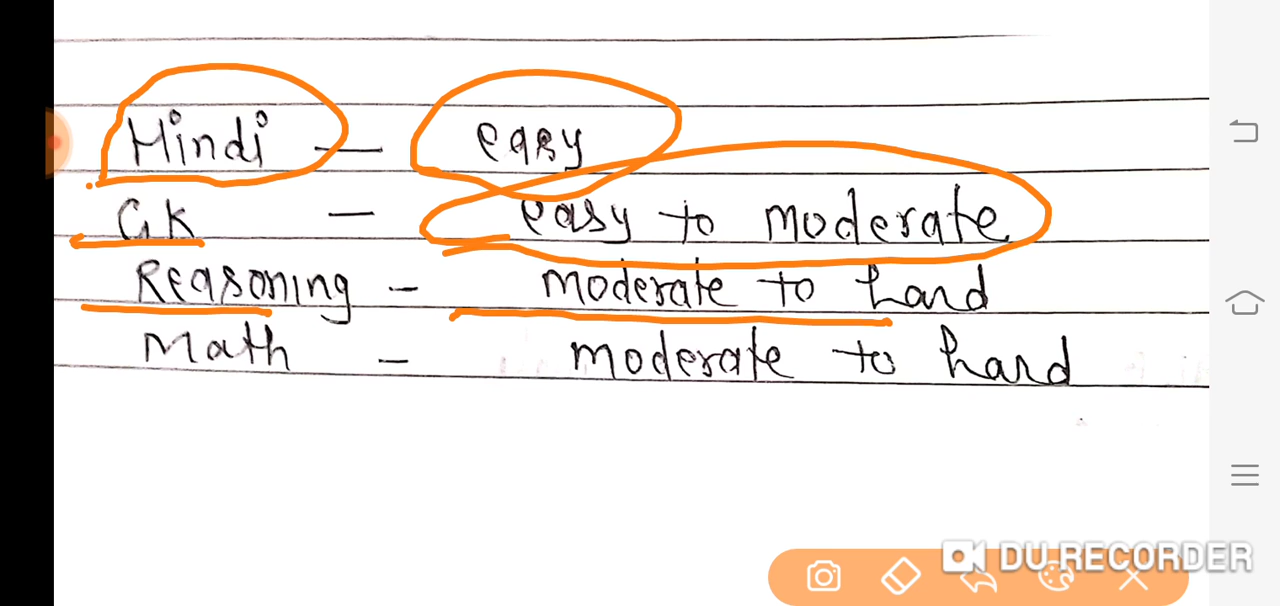 Hindi — easy
GK — easy to moderate
Reasoning - moderate to hard
Math - moderate to hard
DU RECORDER